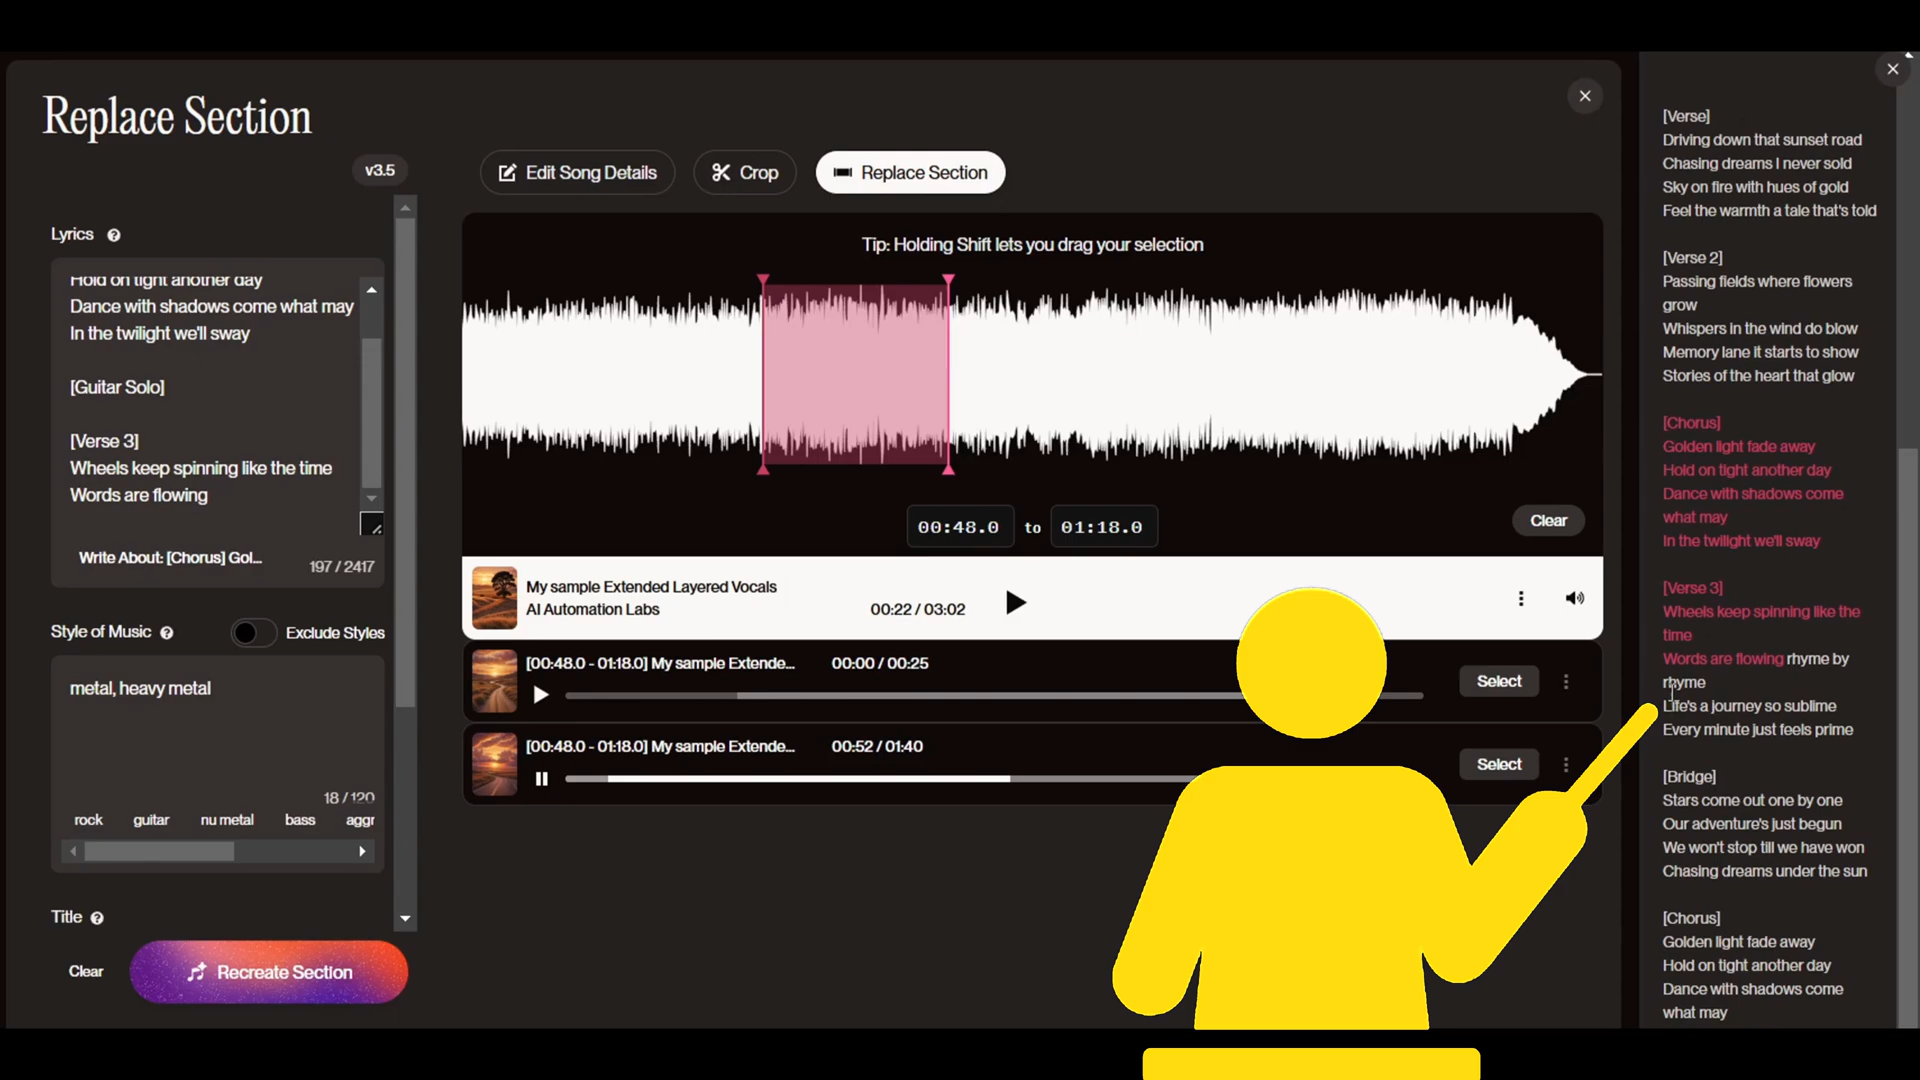 Replace Section
v3.5
Lyrics
Hold on tight another day
Dance with shadows come what may
In the twilight we'll sway
[Guitar Solo]
[Verse 3]
Wheels keep spinning like the time
Words are flowing
Write About: [Chorus] Gol...
197 / 2417
Style of Music
Exclude Styles
metal, heavy metal
18 / 120
rock guitar nu metal bass aggr
Title
Clear
Recreate Section
Edit Song Details
Crop
Replace Section
Tip: Holding Shift lets you drag your selection
00:48.0 to 01:18.0
Clear
My sample Extended Layered Vocals
AI Automation Labs
00:22 / 03:02
[00:48.0 - 01:18.0] My sample Extende...
00:00 / 00:25
Select
[00:48.0 - 01:18.0] My sample Extende...
00:52 / 01:40
Select
[Verse]
Driving down that sunset road
Chasing dreams I never sold
Sky on fire with hues of gold
Feel the warmth a tale that's told
[Verse 2]
Passing fields where flowers
grow
Whispers in the wind do blow
Memory lane it starts to show
Stories of the heart that glow
[Chorus]
Golden light fade away
Hold on tight another day
Dance with shadows come
what may
In the twilight we'll sway
[Verse 3]
Wheels keep spinning like the
time
Words are flowing rhyme by
rhyme
Life's a journey so sublime
Every minute just feels prime
[Bridge]
Stars come out one by one
Our adventure's just begun
We won't stop till we have won
Chasing dreams under the sun
[Chorus]
Golden light fade away
Hold on tight another day
Dance with shadows come
what may